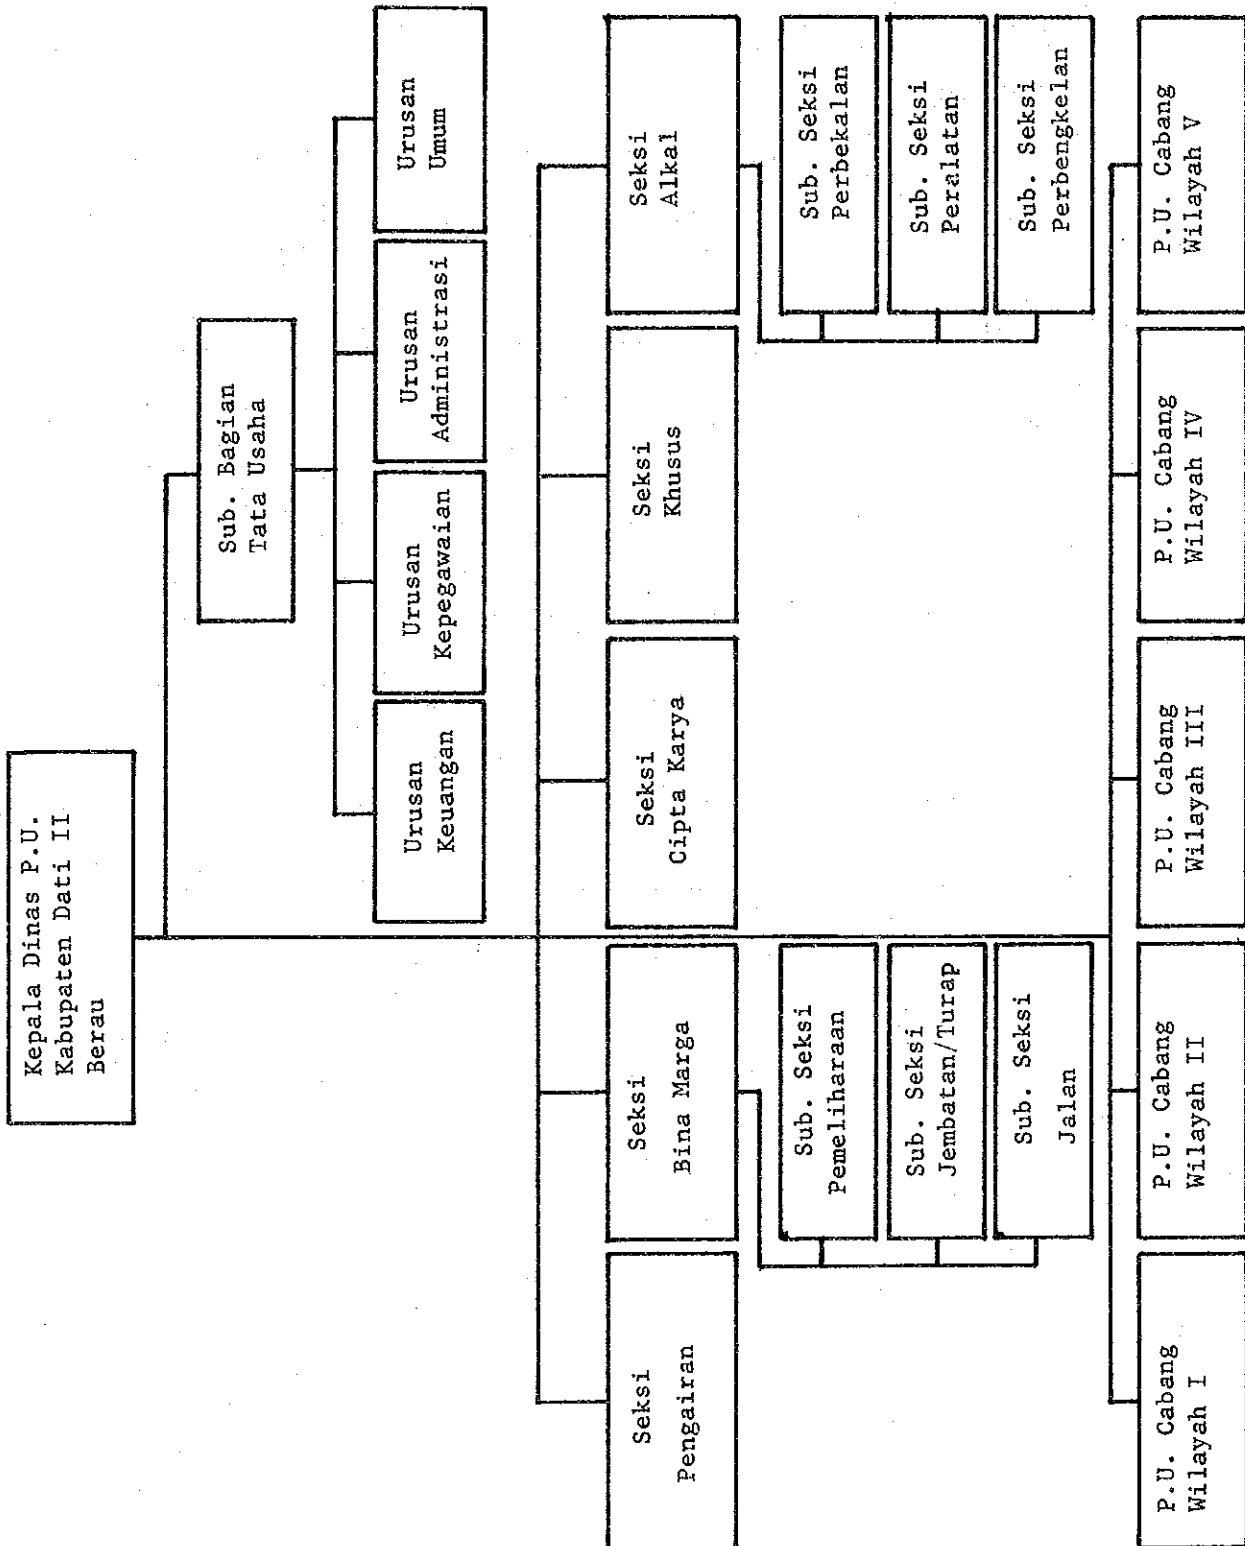 Kepala Dinas P.U.
Kabupaten Dati II
Berau
Sub. Bagian
Tata Usaha
Urusan
Keuangan
Urusan
Kepegawaian
Urusan
Administrasi
Urusan
Umum
Seksi
Pengairan
Seksi
Bina Marga
Seksi
Cipta Karya
Seksi
Khusus
Seksi
Alkal
Sub. Seksi
Pemeliharaan
Sub. Seksi
Jembatan/Turap
Sub. Seksi
Jalan
Sub. Seksi
Perbekalan
Sub. Seksi
Peralatan
Sub. Seksi
Perbengkelan
P.U. Cabang
Wilayah I
P.U. Cabang
Wilayah II
P.U. Cabang
Wilayah III
P.U. Cabang
Wilayah IV
P.U. Cabang
Wilayah V